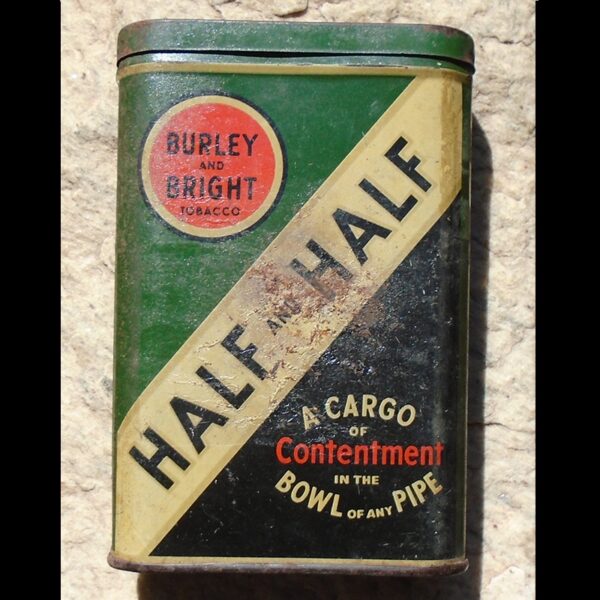 BURLEY
AND
BRIGHT
TOBACCO
HALF AND HALF
A CARGO
OF
Contentment
IN THE
BOWL OF ANY PIPE